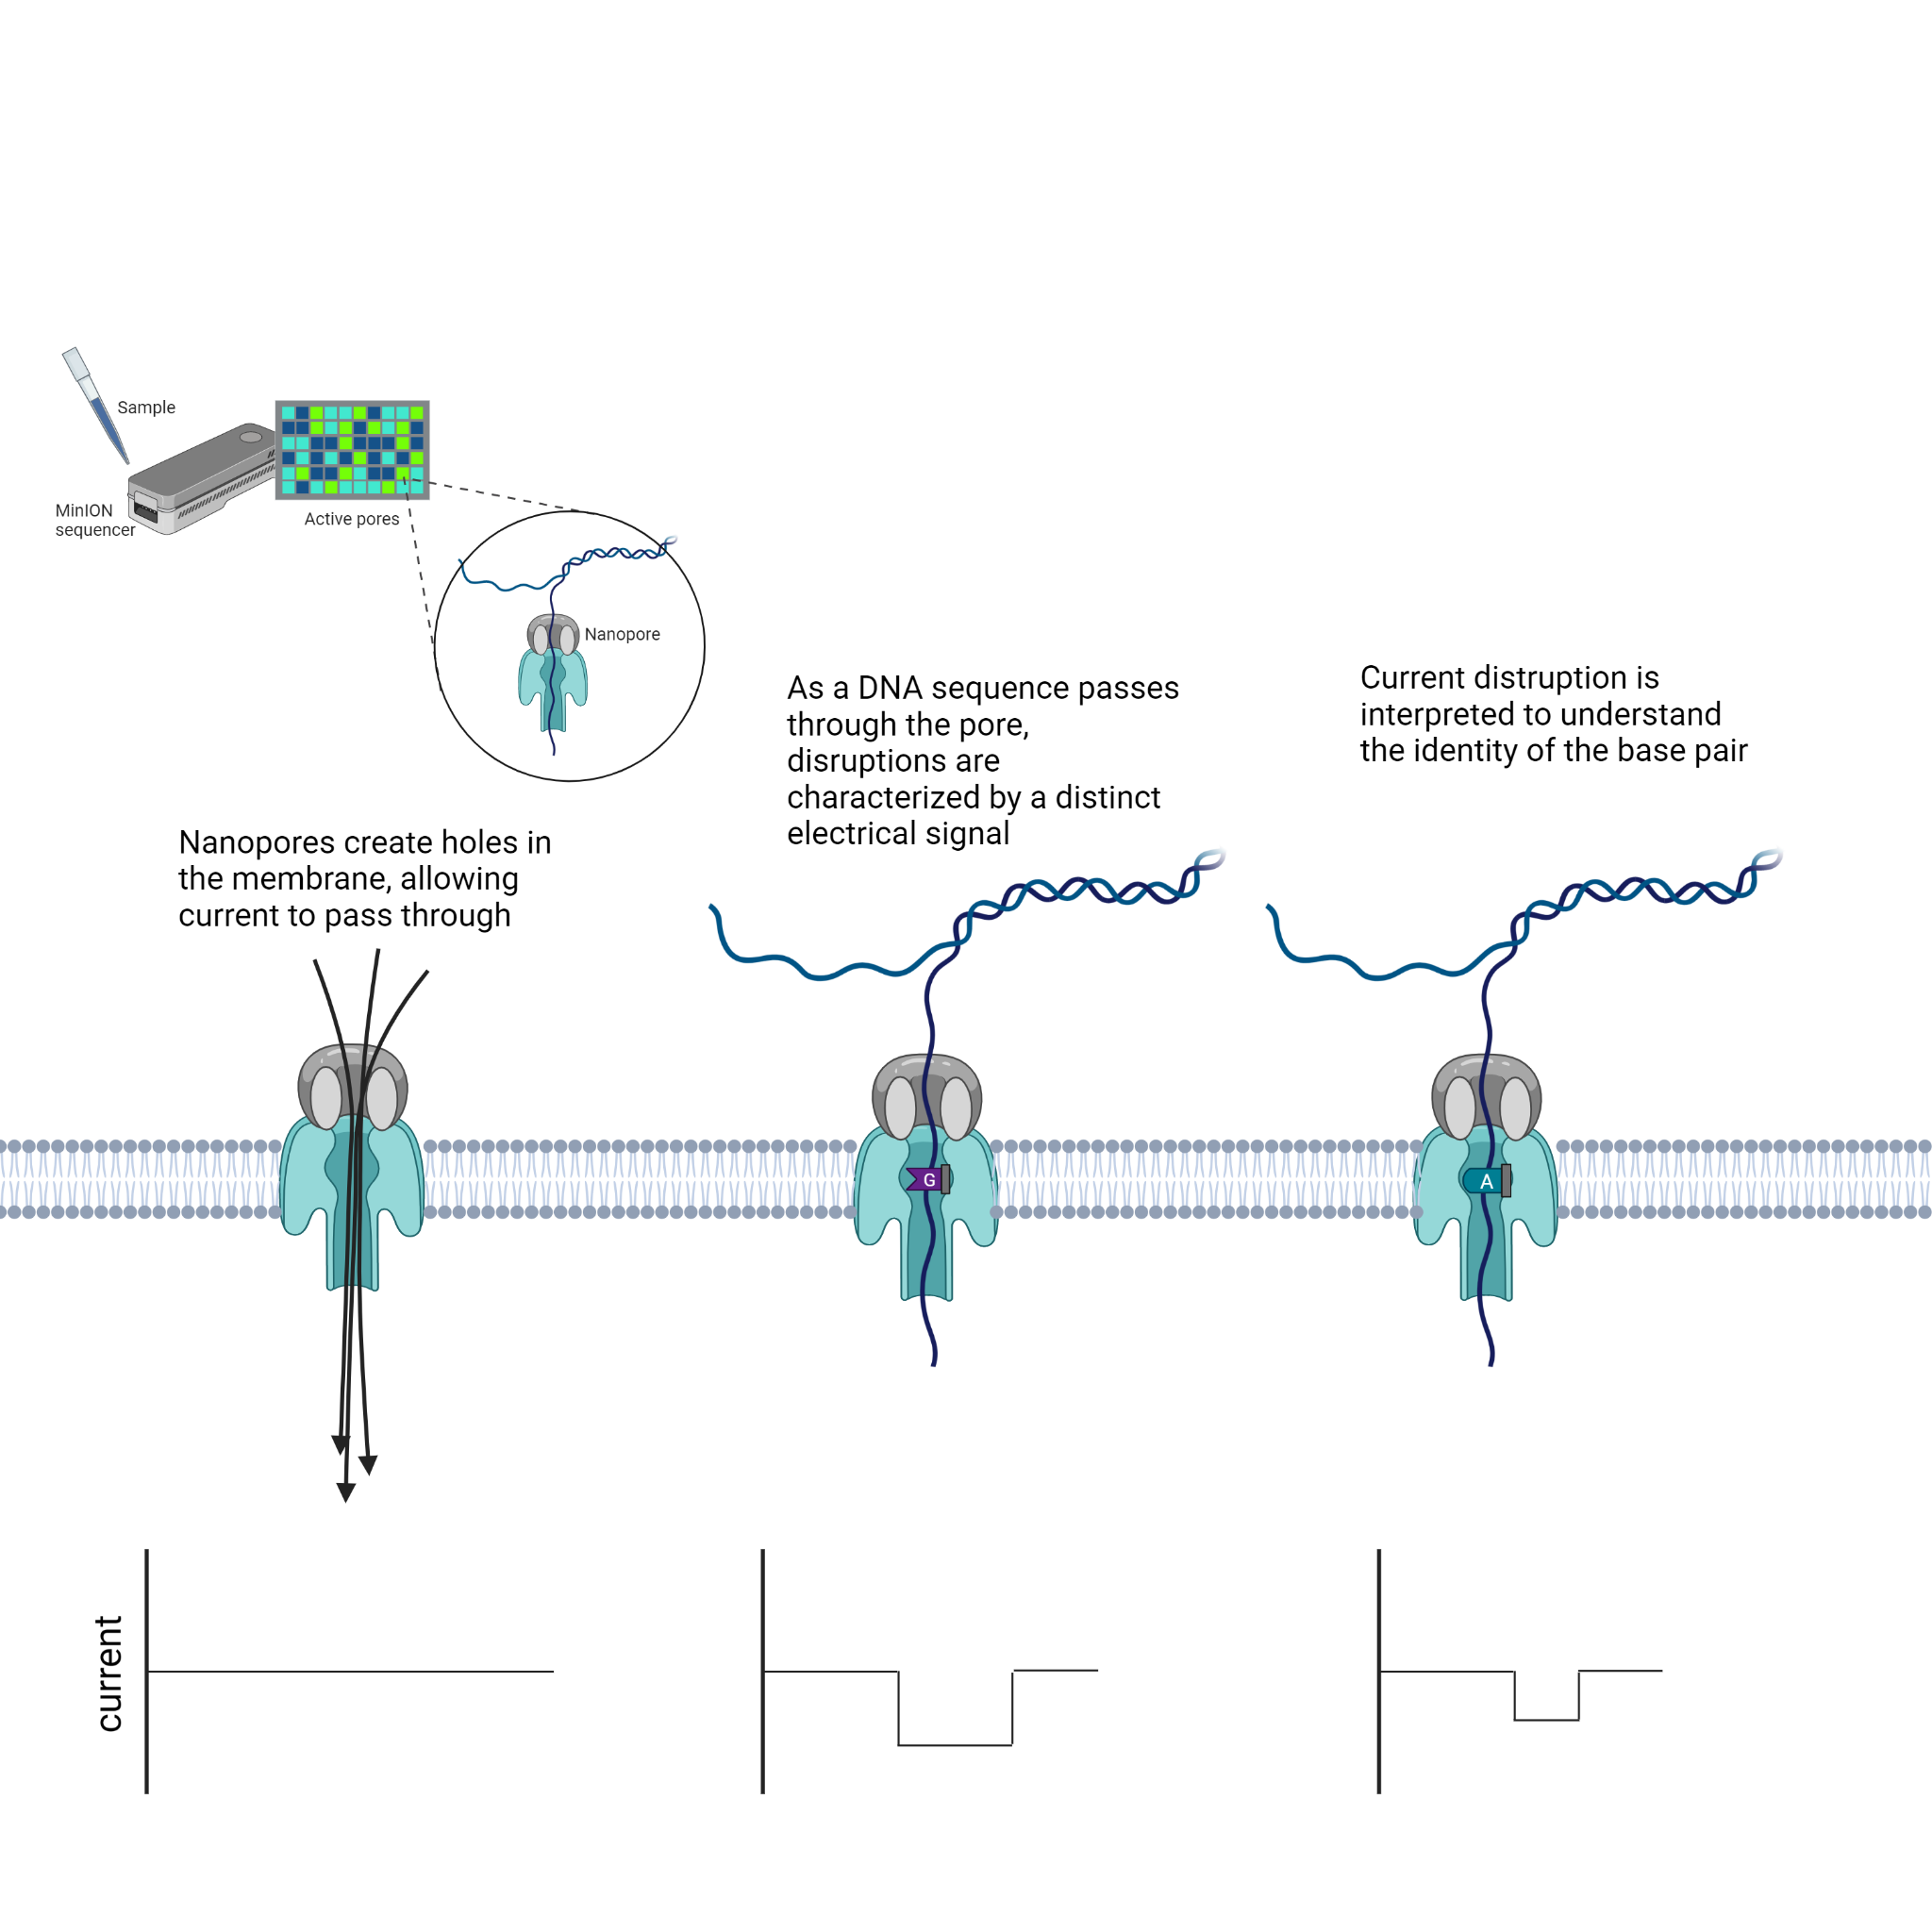 Sample
MinION
sequencer
Active pores
Nanopore
As a DNA sequence passes
through the pore,
disruptions are
characterized by a distinct
electrical signal
Current distruption is
interpreted to understand
the identity of the base pair
Nanopores create holes in
the membrane, allowing
current to pass through
G
A
current